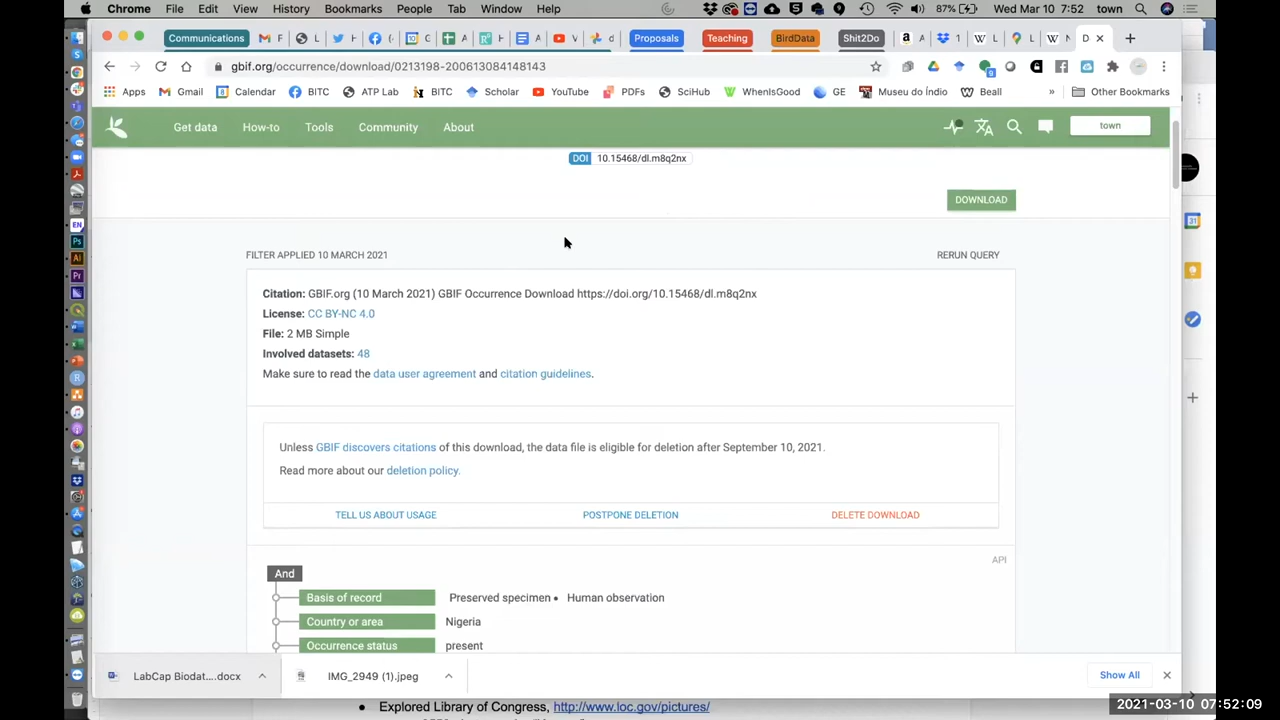 Chrome File Edit View History Bookmarks People Tab Window Help 87% Wed Mar 10 7:52 town
Communications F L F ( C A F A V d Proposals Teaching BirdData Shit2Do A 1 L L N D
gbif.org/occurrence/download/0213198-200613084148143
Apps Gmail Calendar BITC ATP Lab BITC Scholar YouTube PDFs SciHub WhenIsGood GE Museu do Índio Beall » Other Bookmarks
Get data How-to Tools Community About town
DOI 10.15468/dl.m8q2nx
DOWNLOAD
FILTER APPLIED 10 MARCH 2021 RERUN QUERY
Citation: GBIF.org (10 March 2021) GBIF Occurrence Download https://doi.org/10.15468/dl.m8q2nx
License: CC BY-NC 4.0
File: 2 MB Simple
Involved datasets: 48
Make sure to read the data user agreement and citation guidelines.
Unless GBIF discovers citations of this download, the data file is eligible for deletion after September 10, 2021.
Read more about our deletion policy.
TELL US ABOUT USAGE POSTPONE DELETION DELETE DOWNLOAD
API
And
Basis of record Preserved specimen • Human observation
Country or area Nigeria
Occurrence status present
LabCap Biodat....docx IMG_2949 (1).jpeg Show All
• Explored Library of Congress, http://www.loc.gov/pictures/
2021-03-10 07:52:09